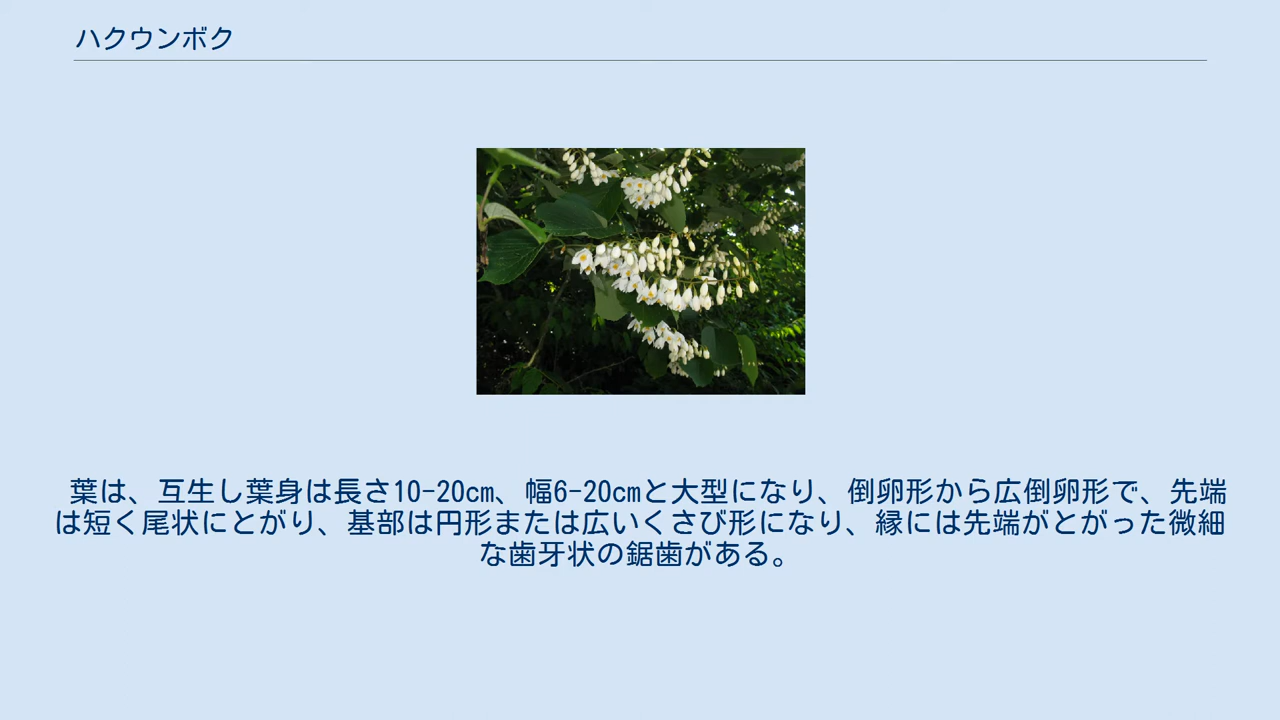 ハクウンボク
葉は、互生し葉身は長さ10-20cm、幅6-20cmと大型になり、倒卵形から広倒卵形で、先端
は短く尾状にとがり、基部は円形または広いくさび形になり、縁には先端がとがった微細
な歯牙状の鋸歯がある。